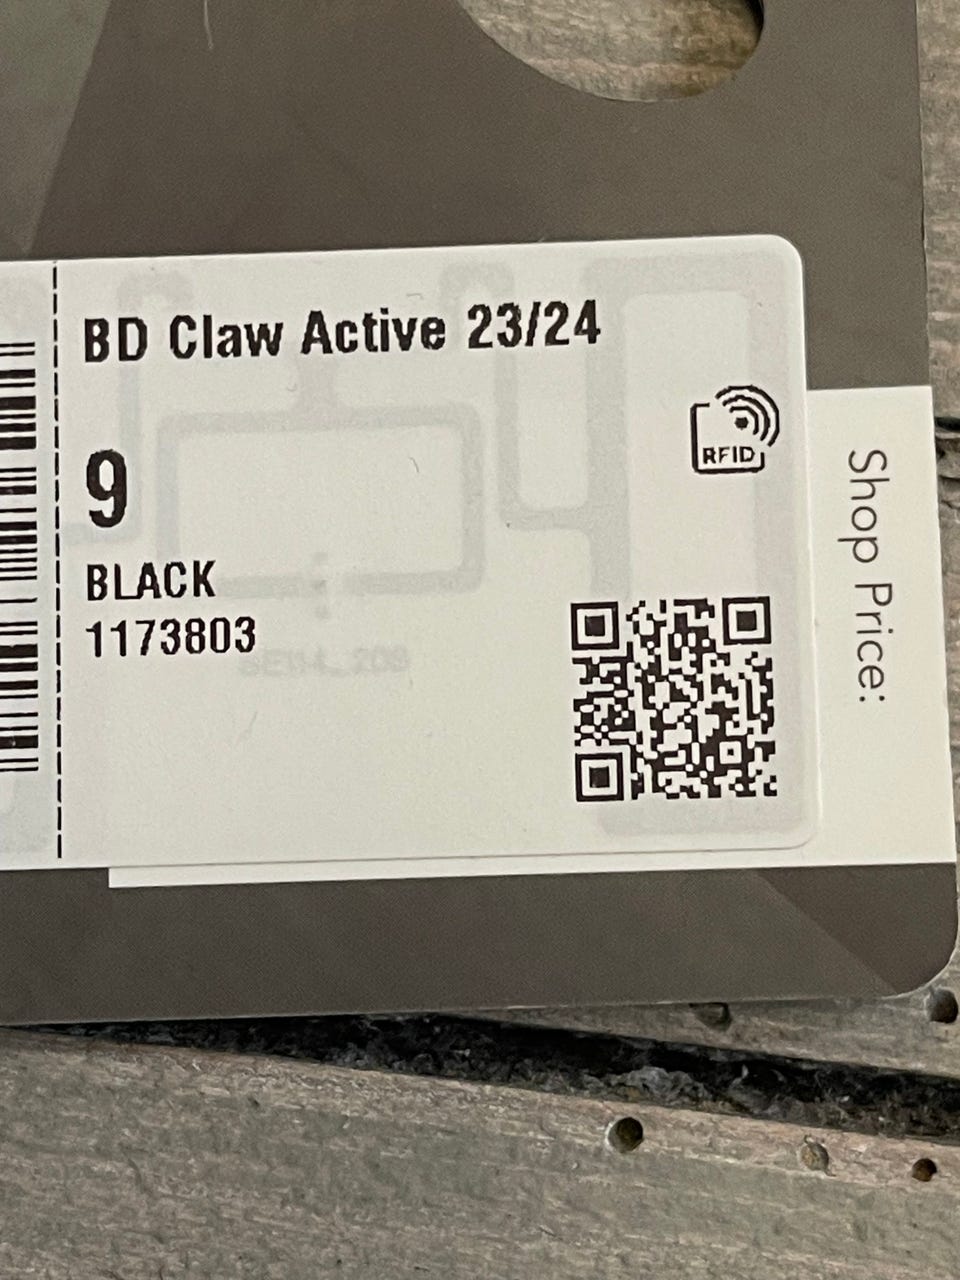 BD Claw Active 23/24
RFID
9
BLACK
1173803
Shop Price: